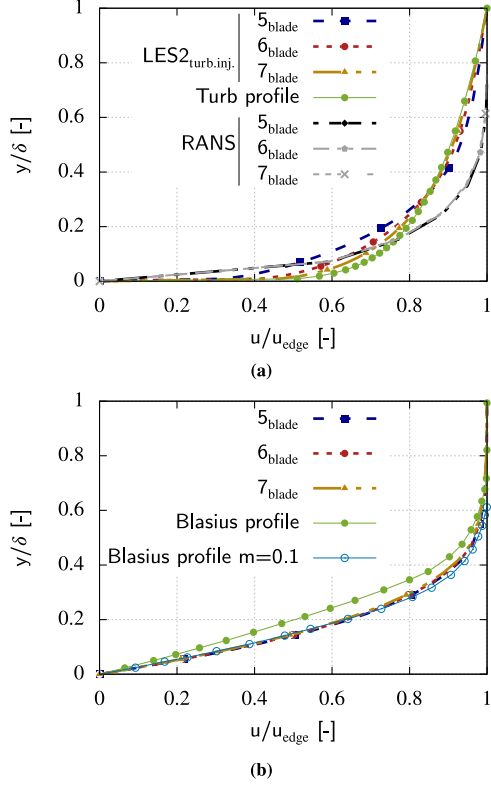 1
0.8
0.6
0.4
0.2
0
y/δ [-]
LES2turb.inj.
5blade
6blade
7blade
Turb profile
RANS
5blade
6blade
7blade
0 0.2 0.4 0.6 0.8 1
u/uedge [-]
(a)
1
0.8
0.6
0.4
0.2
0
y/δ [-]
5blade
6blade
7blade
Blasius profile
Blasius profile m=0.1
0 0.2 0.4 0.6 0.8 1
u/uedge [-]
(b)